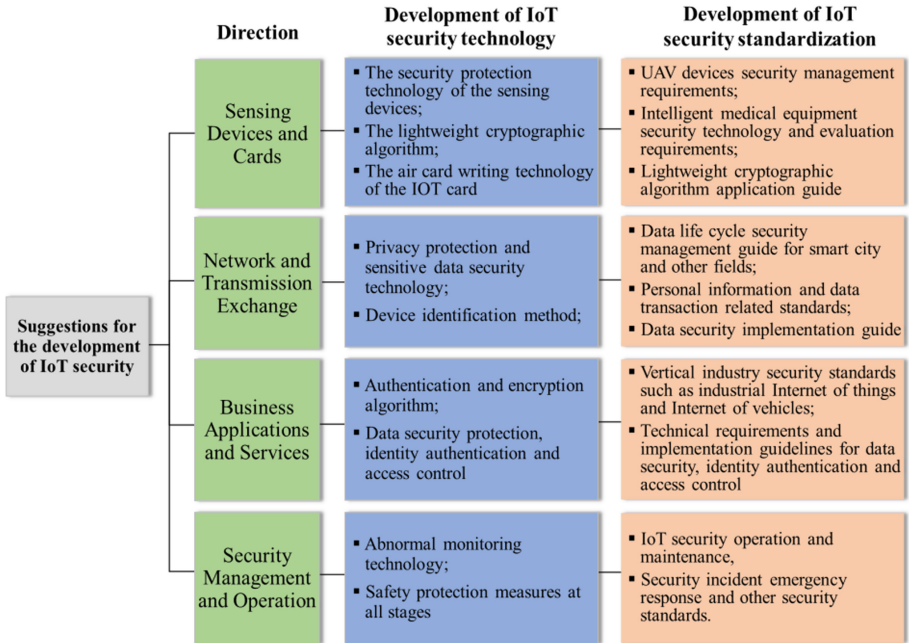 Direction
Development of IoT
security technology
Development of IoT
security standardization
Suggestions for
the development
of IoT security
Sensing
Devices and
Cards
▪ The security protection
technology of the sensing
devices;
▪ The lightweight cryptographic
algorithm;
▪ The air card writing technology
of the IOT card
▪ UAV devices security management
requirements;
▪ Intelligent medical equipment
security technology and evaluation
requirements;
▪ Lightweight cryptographic
algorithm application guide
Network and
Transmission
Exchange
▪ Privacy protection and
sensitive data security
technology;
▪ Device identification method;
▪ Data life cycle security
management guide for smart city
and other fields;
▪ Personal information and data
transaction related standards;
▪ Data security implementation guide
Business
Applications
and Services
▪ Authentication and encryption
algorithm;
▪ Data security protection,
identity authentication and
access control
▪ Vertical industry security standards
such as industrial Internet of things
and Internet of vehicles;
▪ Technical requirements and
implementation guidelines for data
security, identity authentication and
access control
Security
Management
and Operation
▪ Abnormal monitoring
technology;
▪ Safety protection measures at
all stages
▪ IoT security operation and
maintenance,
▪ Security incident emergency
response and other security
standards.